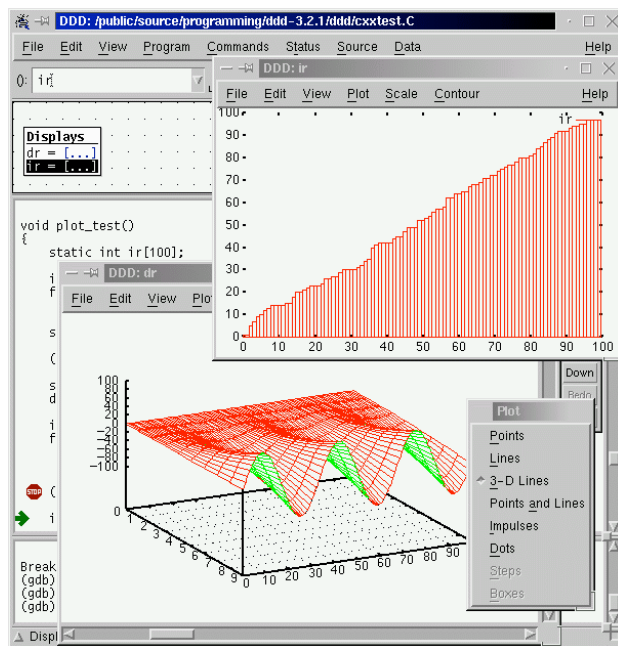 DDD: /public/source/programming/ddd-3.2.1/ddd/cxxtest.C
File Edit View Program Commands Status Source Data Help
(): ir
DDD: ir
File Edit View Plot Scale Contour Help
Displays
dr = [...]
ir = [...]
100
90
80
70
60
50
40
30
20
10
0
ir
0 10 20 30 40 50 60 70 80 90 100
void plot_test()
{
static int ir[100];
i
f
s
(
s
d
i
f
STOP (
i
DDD: dr
File Edit View Plo
100
80
60
40
20
0
-20
-40
-60
-80
-100
0
1
2
3
4
5
6
7
8
9
0 10 20 30 40 50 60 70 80 90
Down
Redo
Plot
Points
Lines
3-D Lines
Points and Lines
Impulses
Dots
Steps
Boxes
Break
(gdb)
(gdb)
(gdb)
Displ